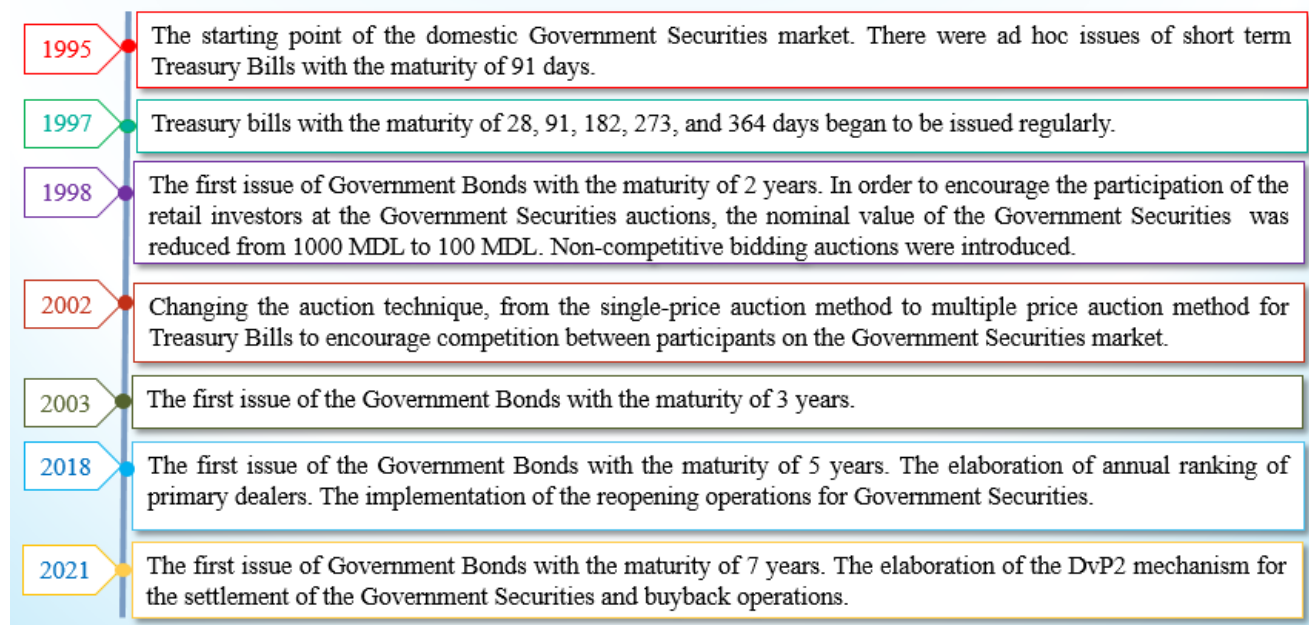 1995
The starting point of the domestic Government Securities market. There were ad hoc issues of short term
Treasury Bills with the maturity of 91 days.
1997
Treasury bills with the maturity of 28, 91, 182, 273, and 364 days began to be issued regularly.
1998
The first issue of Government Bonds with the maturity of 2 years. In order to encourage the participation of the
retail investors at the Government Securities auctions, the nominal value of the Government Securities was
reduced from 1000 MDL to 100 MDL. Non-competitive bidding auctions were introduced.
2002
Changing the auction technique, from the single-price auction method to multiple price auction method for
Treasury Bills to encourage competition between participants on the Government Securities market.
2003
The first issue of the Government Bonds with the maturity of 3 years.
2018
The first issue of the Government Bonds with the maturity of 5 years. The elaboration of annual ranking of
primary dealers. The implementation of the reopening operations for Government Securities.
2021
The first issue of Government Bonds with the maturity of 7 years. The elaboration of the DvP2 mechanism for
the settlement of the Government Securities and buyback operations.